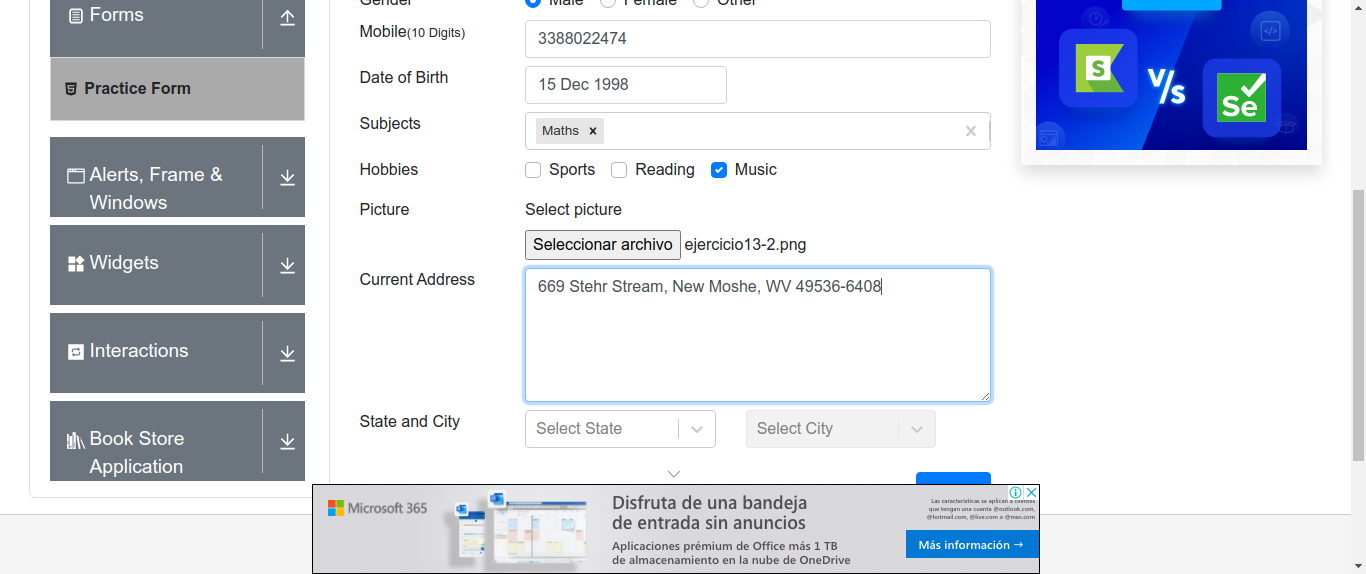 Forms
Practice Form
Alerts, Frame &
Windows
Widgets
Interactions
Book Store
Application
Gender Male Female Other
Mobile(10 Digits) 3388022474
Date of Birth 15 Dec 1998
Subjects Maths ×
Hobbies Sports Reading Music
Picture Select picture
Seleccionar archivo ejercicio13-2.png
Current Address 669 Stehr Stream, New Moshe, WV 49536-6408
State and City Select State Select City
S V/s Se
Microsoft 365
Disfruta de una bandeja
de entrada sin anuncios
Aplicaciones prémium de Office más 1 TB
de almacenamiento en la nube de OneDrive
Las características se aplican a clientes
que tengan una cuenta @outlook.com,
@hotmail.com, @live.com o @msn.com
Más información →